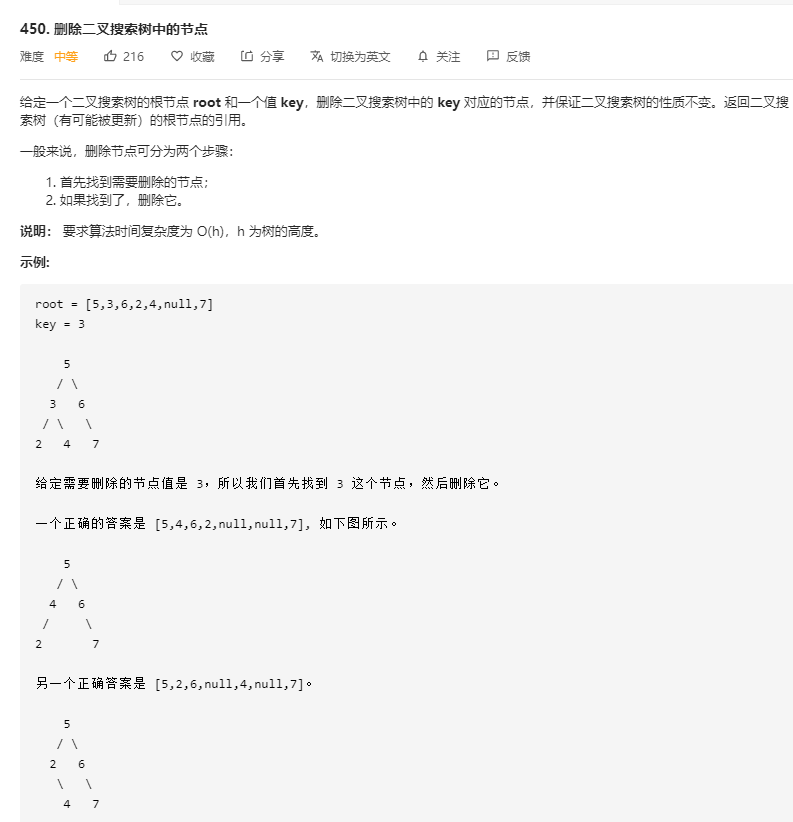 450. 删除二叉搜索树中的节点
难度 中等 216 收藏 分享 切换为英文 关注 反馈
给定一个二叉搜索树的根节点 root 和一个值 key，删除二叉搜索树中的 key 对应的节点，并保证二叉搜索树的性质不变。返回二叉搜
索树（有可能被更新）的根节点的引用。
一般来说，删除节点可分为两个步骤：
1. 首先找到需要删除的节点；
2. 如果找到了，删除它。
说明： 要求算法时间复杂度为 O(h)，h 为树的高度。
示例:
root = [5,3,6,2,4,null,7]
key = 3
    5
   / \
  3   6
 / \   \
2   4   7
给定需要删除的节点值是 3，所以我们首先找到 3 这个节点，然后删除它。
一个正确的答案是 [5,4,6,2,null,null,7], 如下图所示。
    5
   / \
  4   6
 /     \
2       7
另一个正确答案是 [5,2,6,null,4,null,7]。
    5
   / \
  2   6
   \   \
    4   7